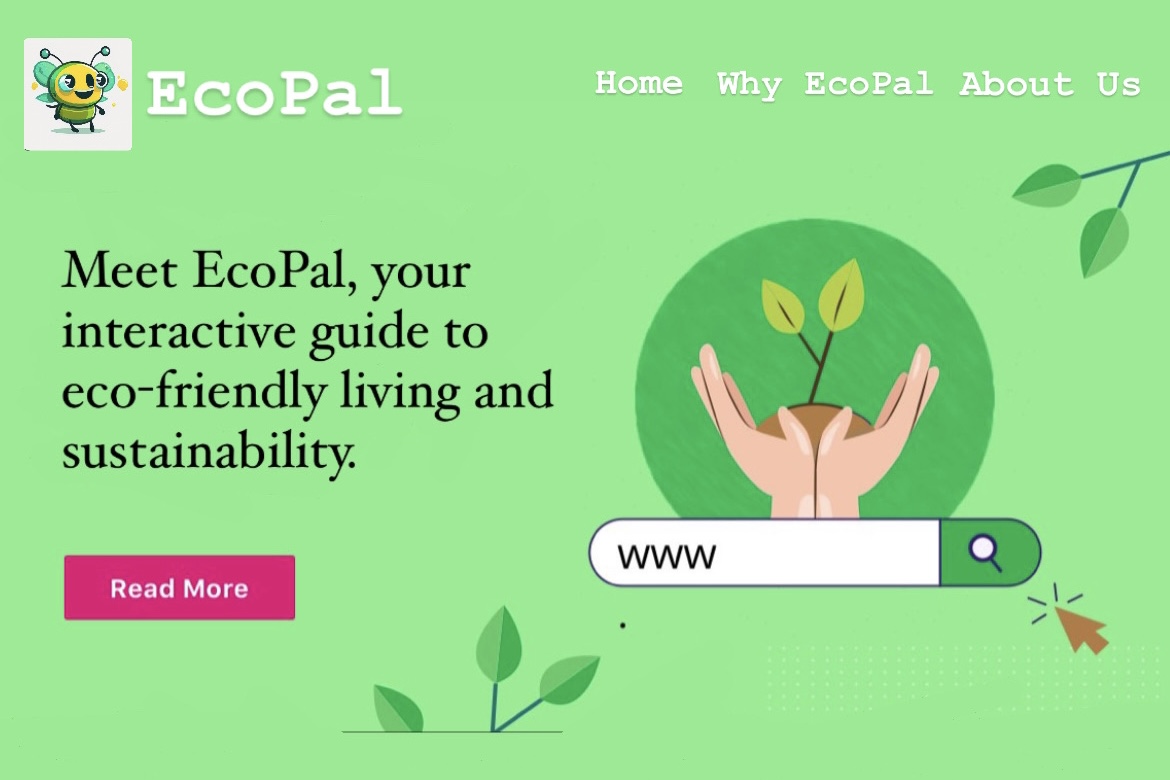 EcoPal
Home Why EcoPal About Us
Meet EcoPal, your
interactive guide to
eco-friendly living and
sustainability.
Read More
WWW